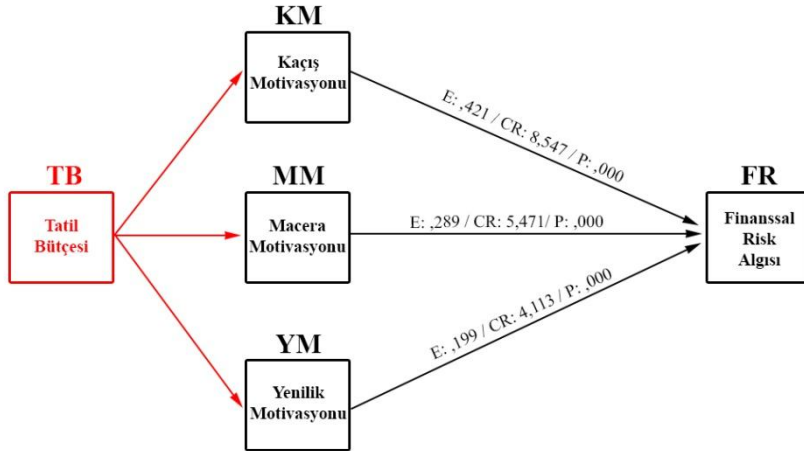 KM
Kaçış
Motivasyonu
E: ,421 / CR: 8,547 / P: ,000
TB
Tatil
Bütçesi
MM
Macera
Motivasyonu
E: ,289 / CR: 5,471/ P: ,000
FR
Finanssal
Risk
Algısı
YM
Yenilik
Motivasyonu
E: ,199 / CR: 4,113 / P: ,000